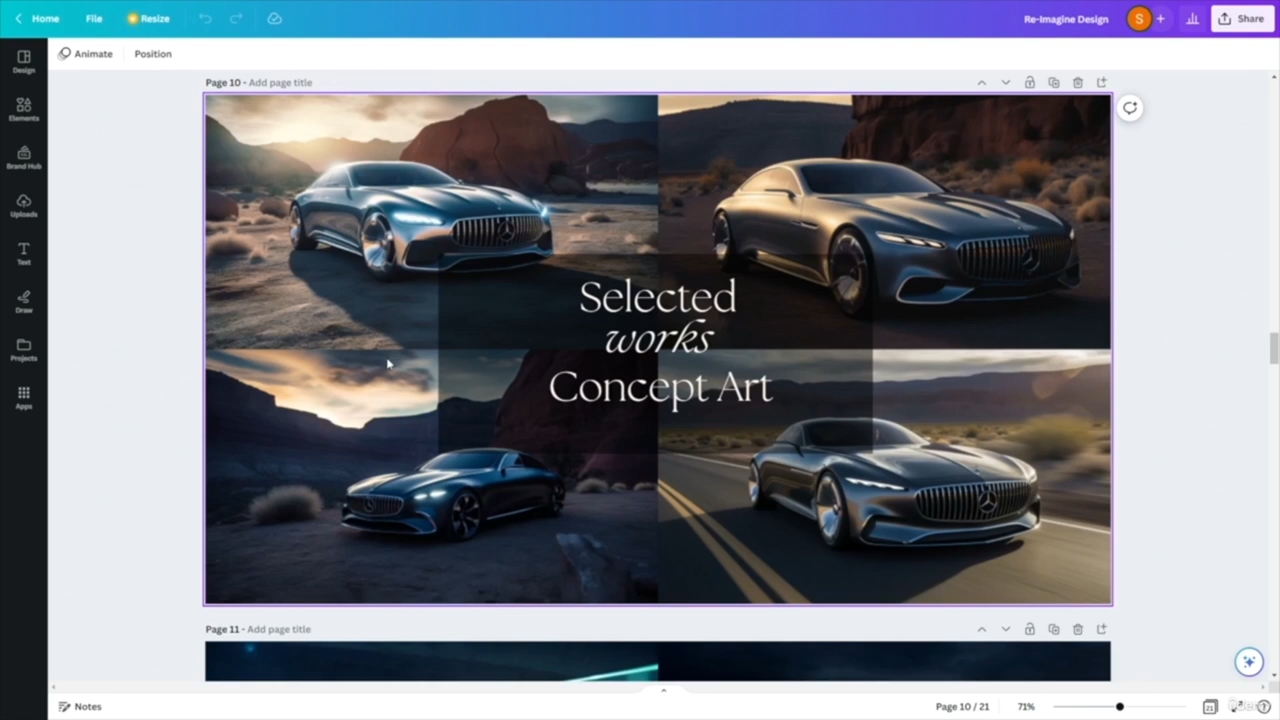 Home
File
Resize
Re-Imagine Design
S
Share
Animate
Position
Design
Elements
Brand Hub
Uploads
Text
Draw
Projects
Apps
Page 10 - Add page title
Selected
works
Concept Art
Page 11 - Add page title
Notes
Page 10 / 21
71%
21